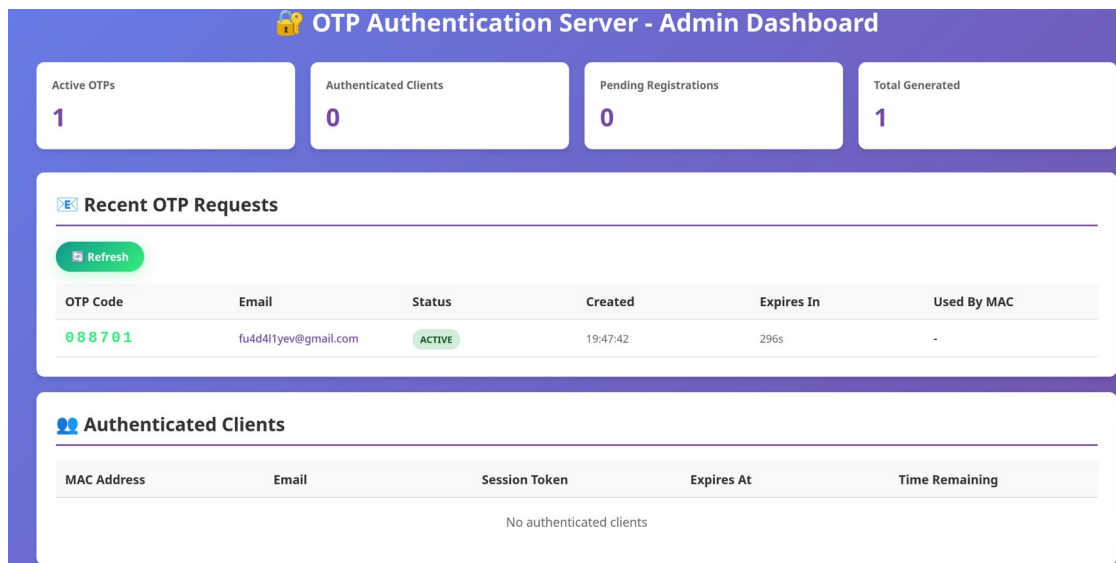 🔐 OTP Authentication Server - Admin Dashboard
Active OTPs Authenticated Clients Pending Registrations Total Generated
1 0 0 1
📧 Recent OTP Requests
🔄 Refresh
OTP Code Email Status Created Expires In Used By MAC
088701 fu4d4l1yev@gmail.com ACTIVE 19:47:42 296s -
👥 Authenticated Clients
MAC Address Email Session Token Expires At Time Remaining
No authenticated clients